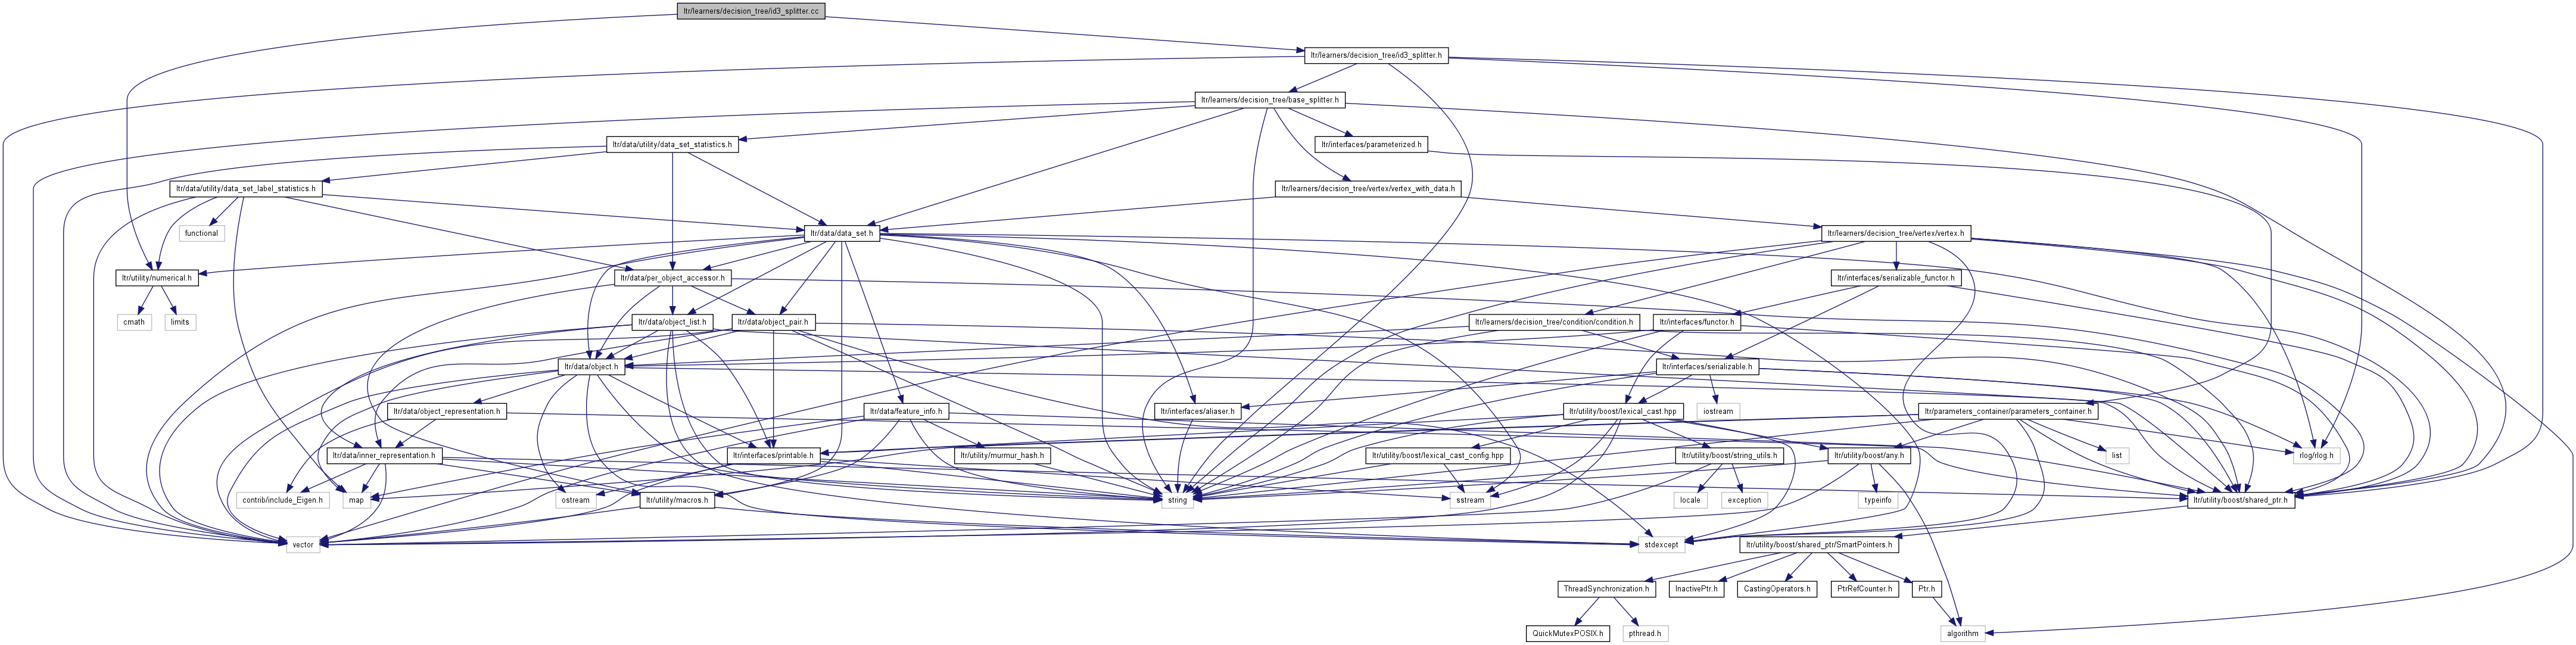 ltr/learners/decision_tree/id3_splitter.cc
ltr/learners/decision_tree/id3_splitter.h
ltr/learners/decision_tree/base_splitter.h
ltr/data/utility/data_set_statistics.h
ltr/interfaces/parameterized.h
ltr/data/utility/data_set_label_statistics.h
ltr/learners/decision_tree/vertex/vertex_with_data.h
functional
ltr/data/data_set.h
ltr/learners/decision_tree/vertex/vertex.h
ltr/utility/numerical.h
ltr/data/per_object_accessor.h
ltr/interfaces/serializable_functor.h
cmath
limits
ltr/data/object_list.h
ltr/data/object_pair.h
ltr/learners/decision_tree/condition/condition.h
ltr/interfaces/functor.h
ltr/data/object.h
ltr/interfaces/serializable.h
ltr/data/object_representation.h
ltr/data/feature_info.h
ltr/interfaces/aliaser.h
ltr/utility/boost/lexical_cast.hpp
iostream
ltr/parameters_container/parameters_container.h
ltr/data/inner_representation.h
ltr/interfaces/printable.h
ltr/utility/murmur_hash.h
ltr/utility/boost/lexical_cast_config.hpp
ltr/utility/boost/string_utils.h
ltr/utility/boost/any.h
list
rlog/rlog.h
contrib/include_Eigen.h
map
ostream
ltr/utility/macros.h
string
sstream
locale
exception
typeinfo
ltr/utility/boost/shared_ptr.h
vector
stdexcept
ltr/utility/boost/shared_ptr/SmartPointers.h
ThreadSynchronization.h
InactivePtr.h
CastingOperators.h
PtrRefCounter.h
Ptr.h
QuickMutexPOSIX.h
pthread.h
algorithm